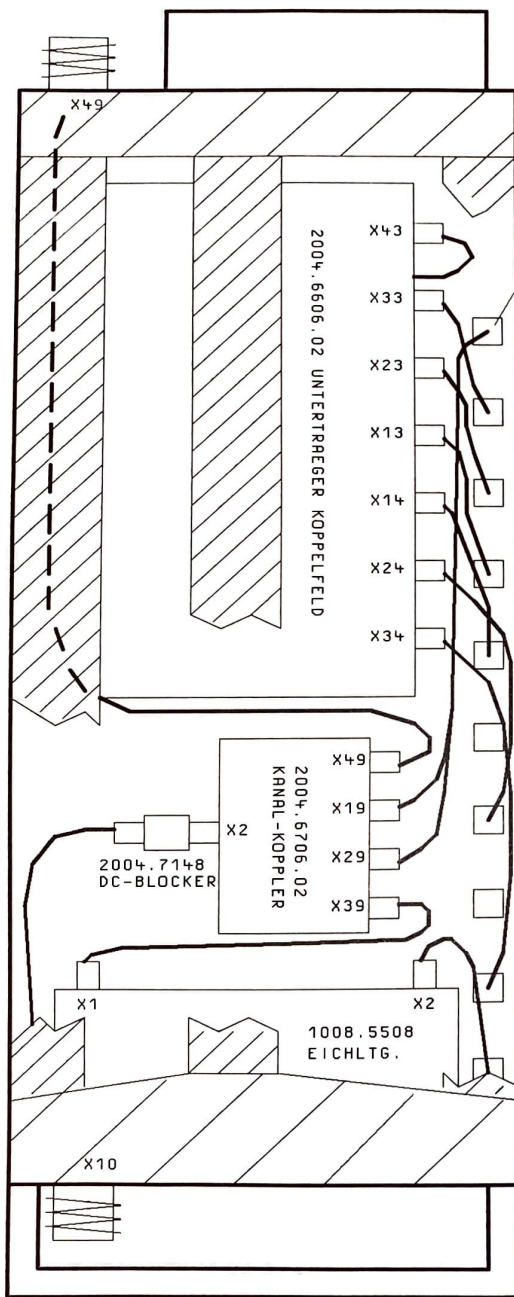 X49
2004.6606.02 UNTERTRAEGER KOPPELFELD
X43
X33
X23
X13
X14
X24
X34
2004.6706.02
KANAL-KOPPLER
X49
X19
X29
X39
X2
2004.7148
DC-BLOCKER
X1
X2
1008.5508
EICHLTG.
X10